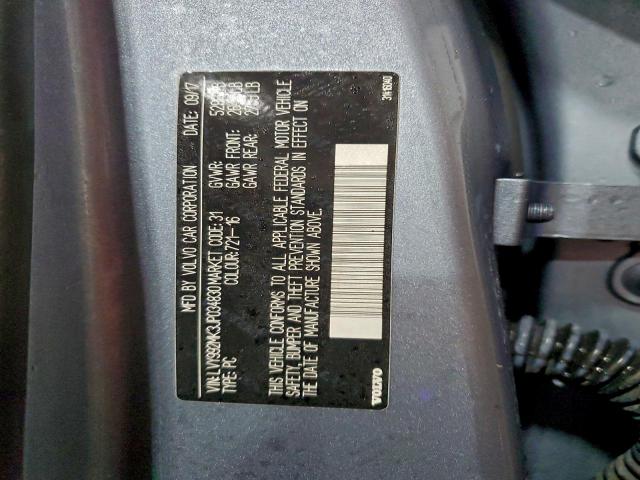 MFD BY VOLVO CAR CORPORATION DATE: 09/17
MARKET CODE: 31 GVWR:
TYPE: PC COLOUR: 721-16 GAWR FRONT:
GAWR REAR:
THIS VEHICLE CONFORMS TO ALL APPLICABLE FEDERAL MOTOR VEHICLE
SAFETY, BUMPER AND THEFT PREVENTION STANDARDS IN EFFECT ON
THE DATE OF MANUFACTURE SHOWN ABOVE.
VOLVO